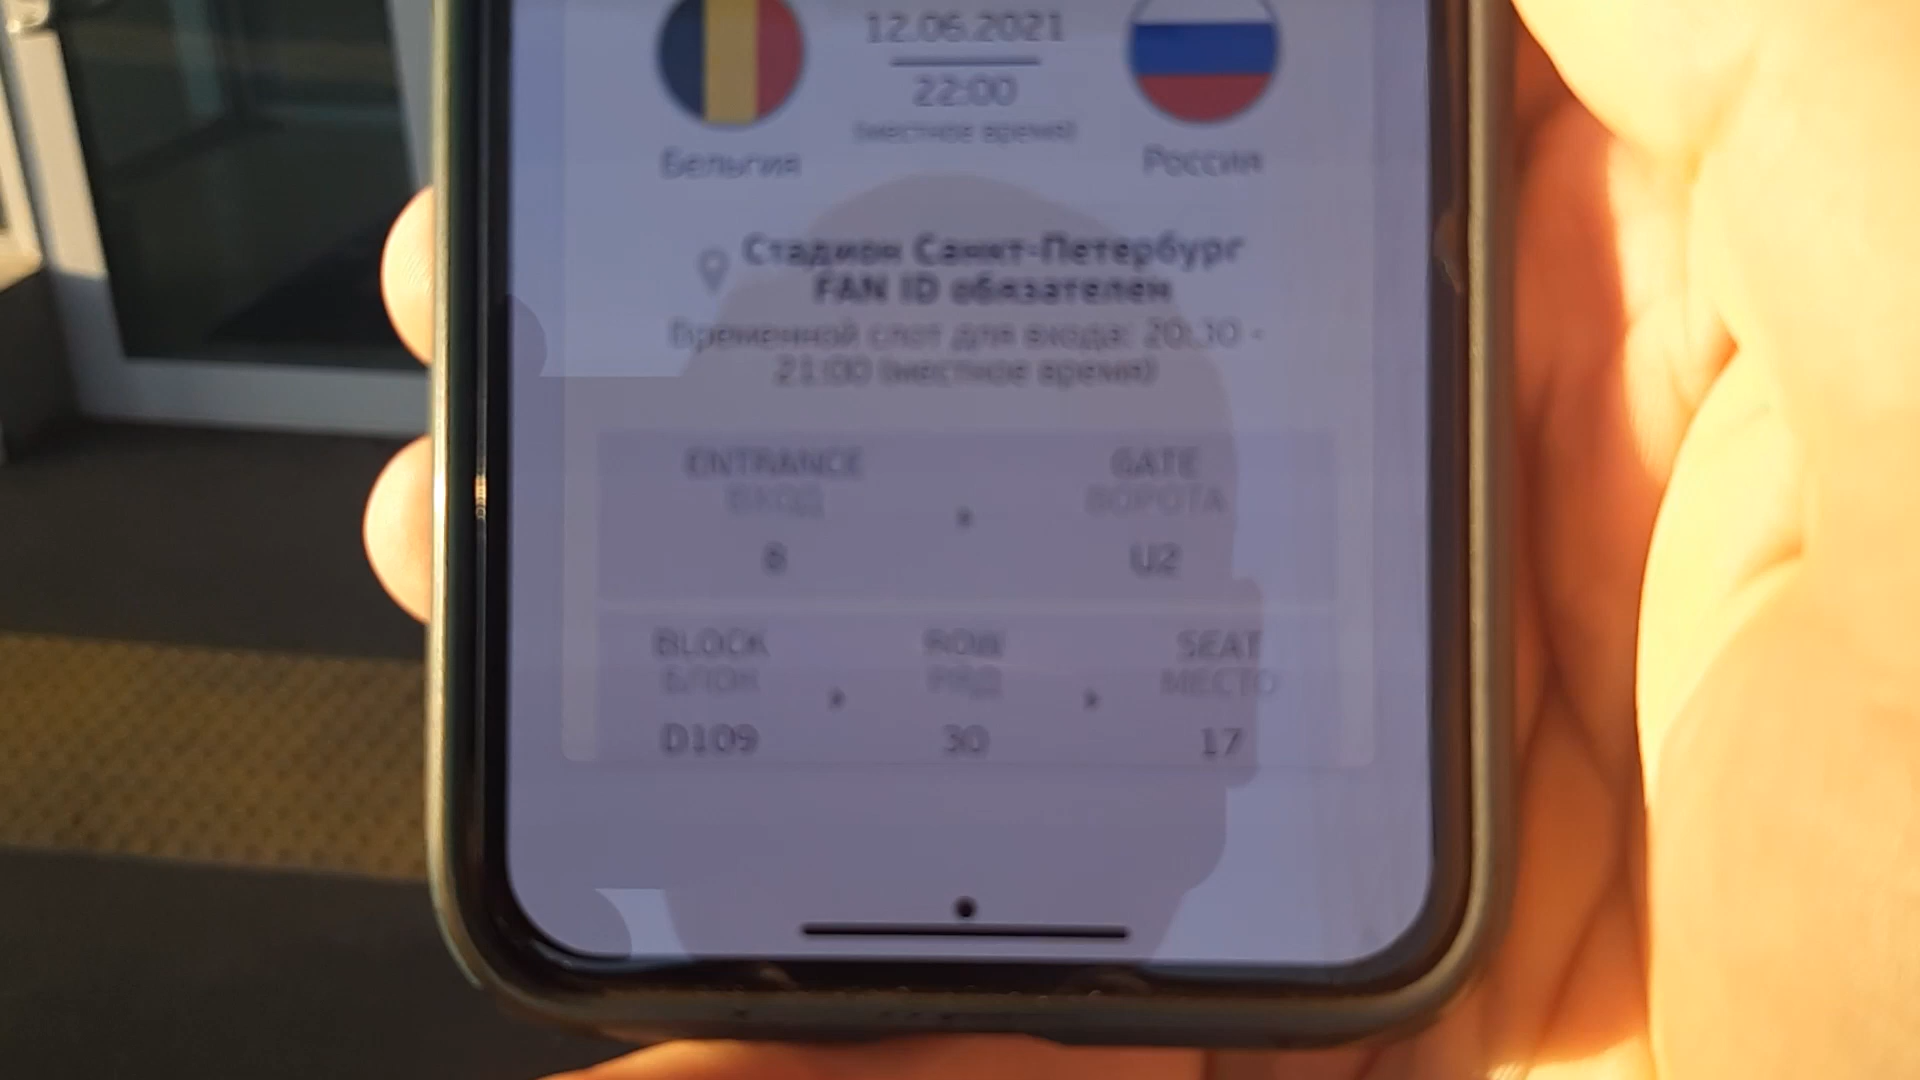 12.06.2021
22:00
(местное время)
Бельгия
Россия
Стадион Санкт-Петербург
FAN ID обязателен
Временной слот для входа: 20:30 -
21:00 (местное время)
ENTRANCE
ВХОД
8
GATE
ВОРОТА
U2
BLOCK
БЛОК
D109
ROW
РЯД
30
SEAT
МЕСТО
17